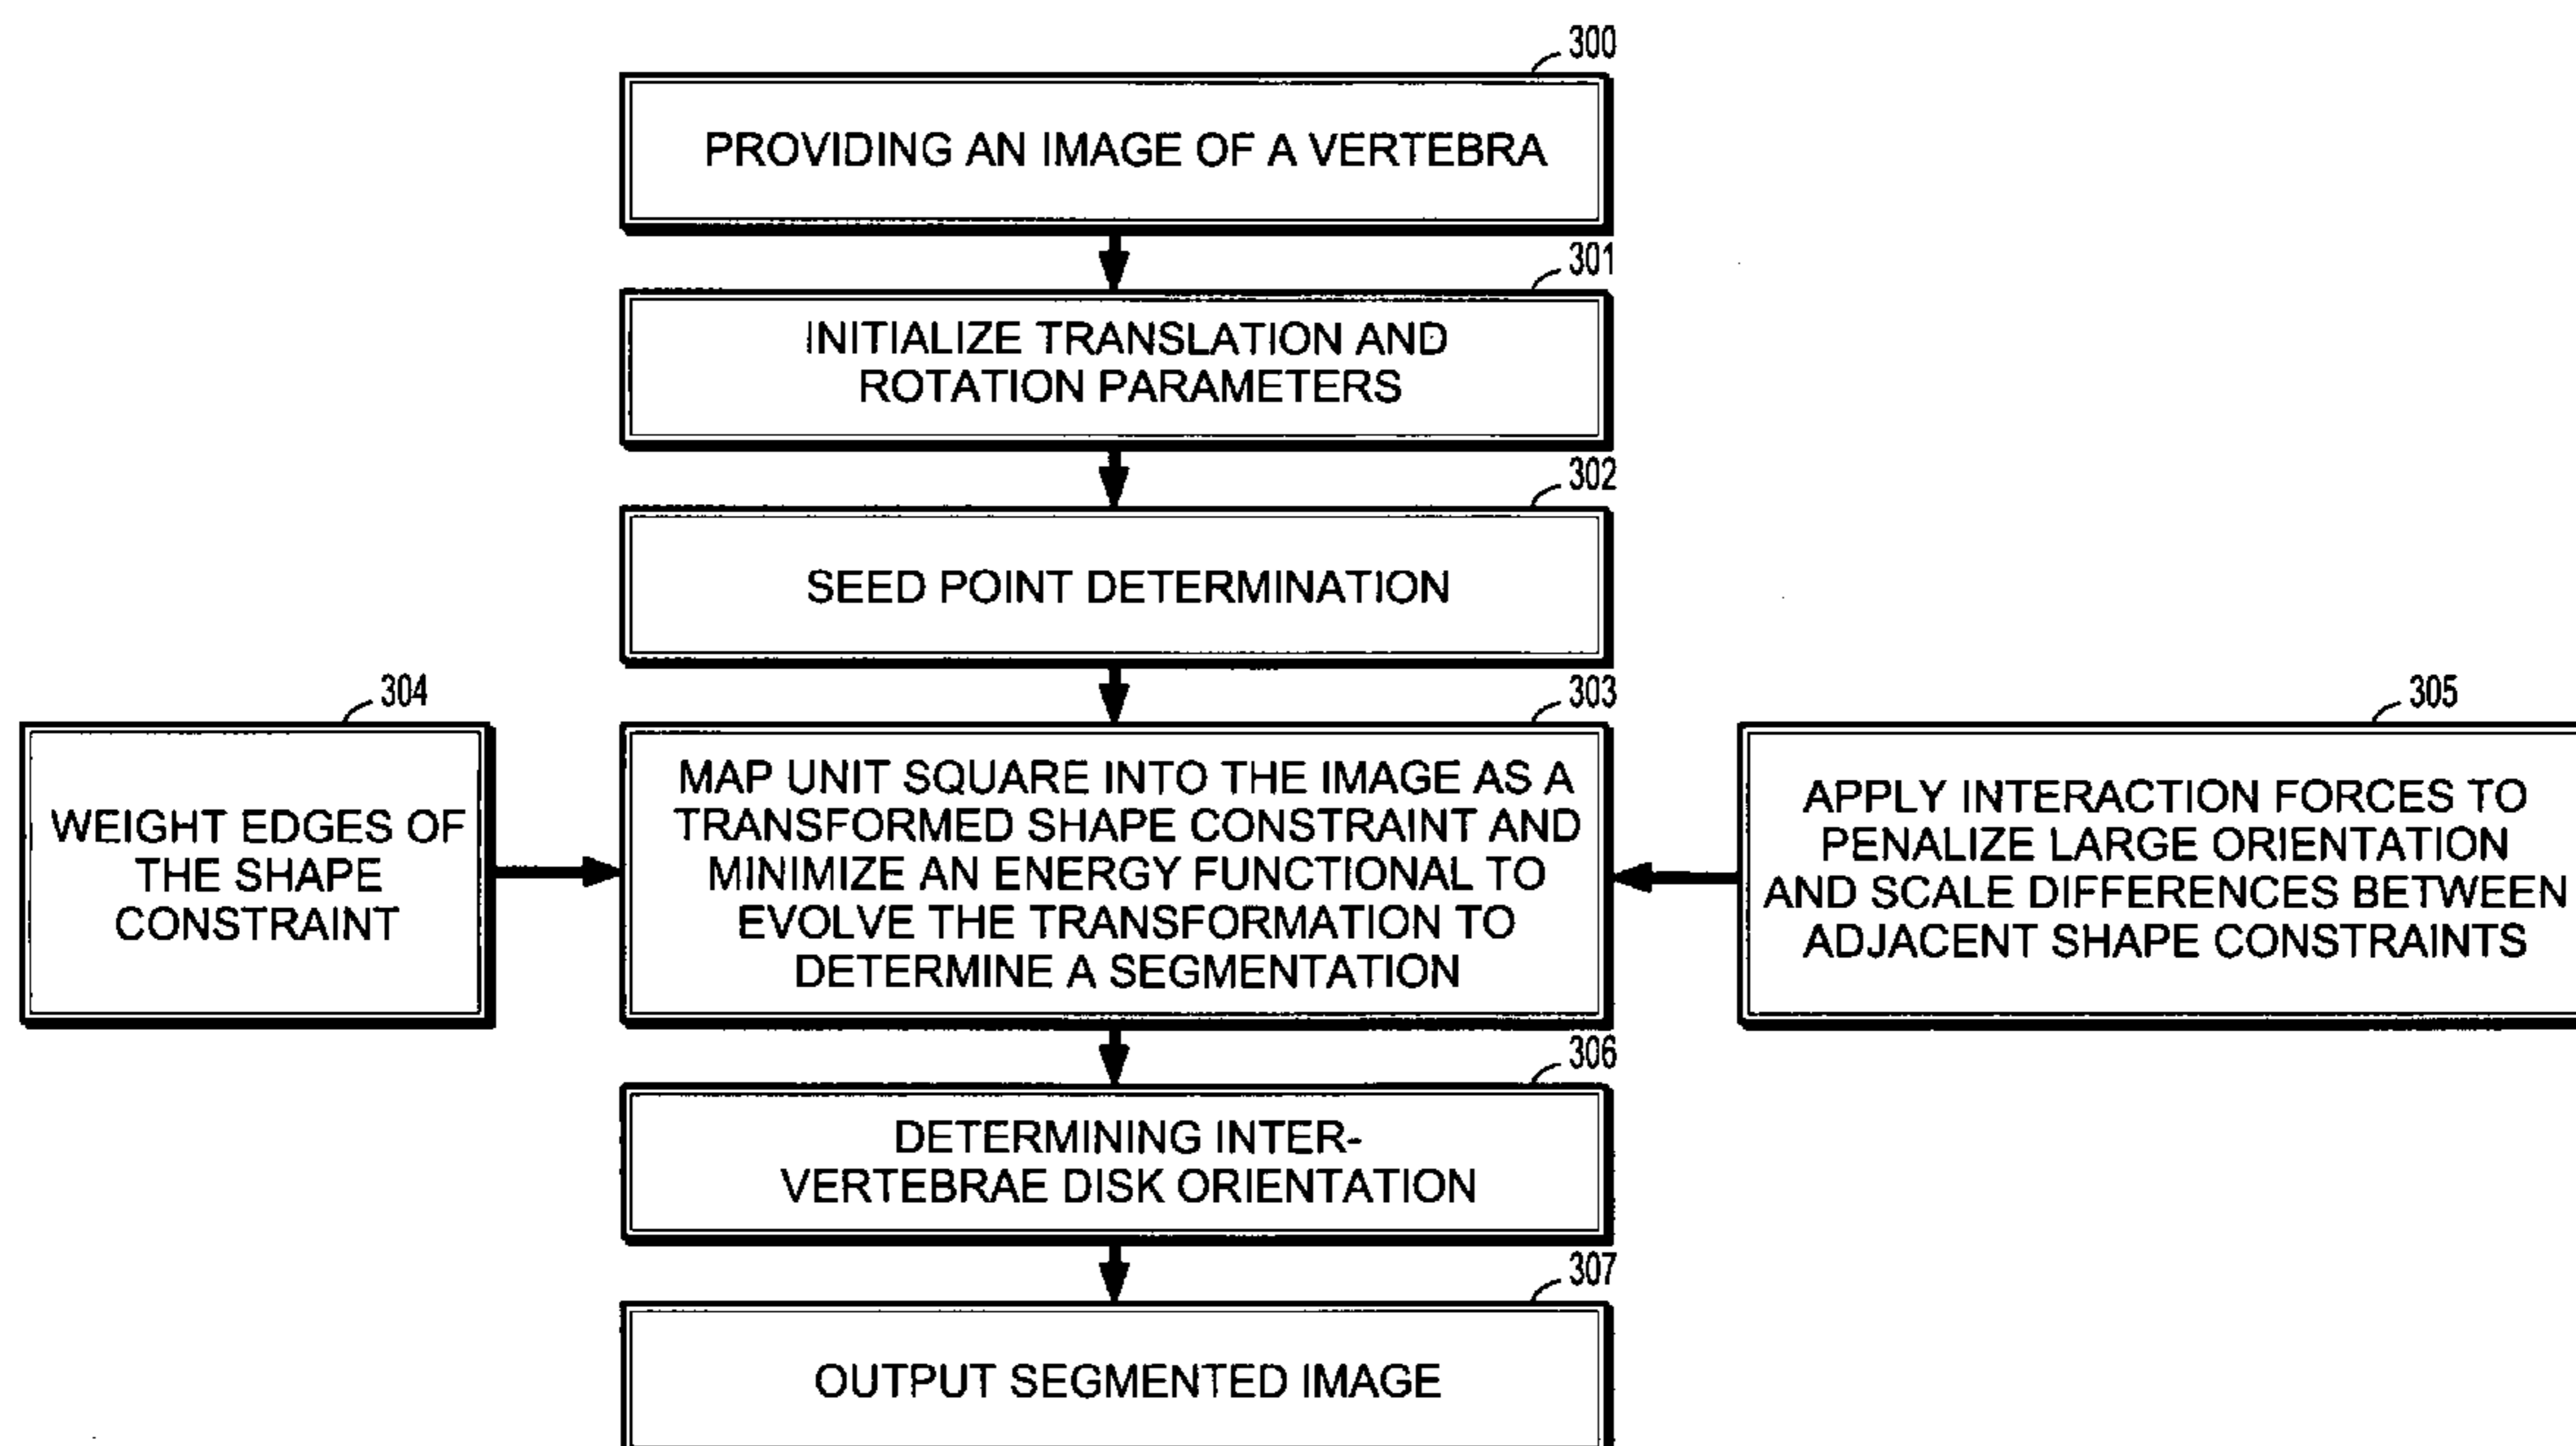 300
PROVIDING AN IMAGE OF A VERTEBRA
301
INITIALIZE TRANSLATION AND
ROTATION PARAMETERS
302
SEED POINT DETERMINATION
304
WEIGHT EDGES OF
THE SHAPE
CONSTRAINT
303
MAP UNIT SQUARE INTO THE IMAGE AS A
TRANSFORMED SHAPE CONSTRAINT AND
MINIMIZE AN ENERGY FUNCTIONAL TO
EVOLVE THE TRANSFORMATION TO
DETERMINE A SEGMENTATION
305
APPLY INTERACTION FORCES TO
PENALIZE LARGE ORIENTATION
AND SCALE DIFFERENCES BETWEEN
ADJACENT SHAPE CONSTRAINTS
306
DETERMINING INTER-
VERTEBRAE DISK ORIENTATION
307
OUTPUT SEGMENTED IMAGE